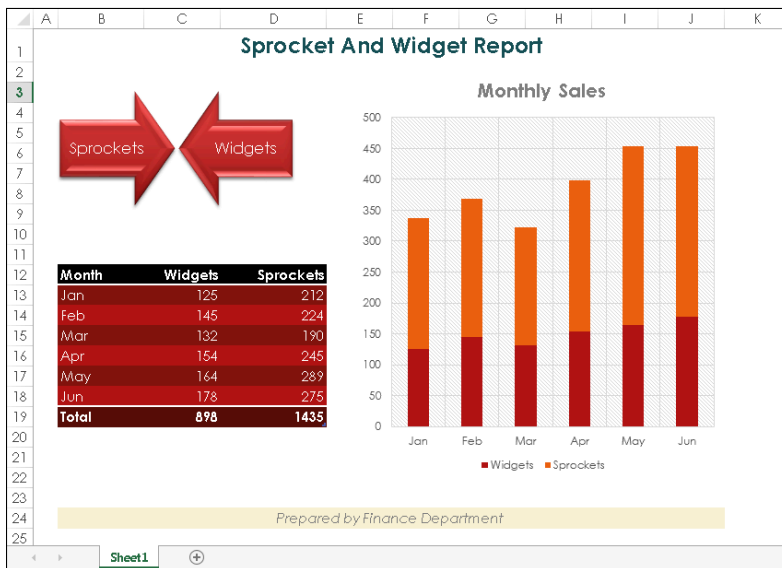 A B C D E F G H I J K
1 Sprocket And Widget Report
2
3 Monthly Sales
4
5
6 Sprockets Widgets
7
8
9
10
11
12 Month Widgets Sprockets
13 Jan 125 212
14 Feb 145 224
15 Mar 132 190
16 Apr 154 245
17 May 164 289
18 Jun 178 275
19 Total 898 1435
20
21
22
23
24 Prepared by Finance Department
25
500
450
400
350
300
250
200
150
100
50
0
Jan Feb Mar Apr May Jun
Widgets Sprockets
Sheet1